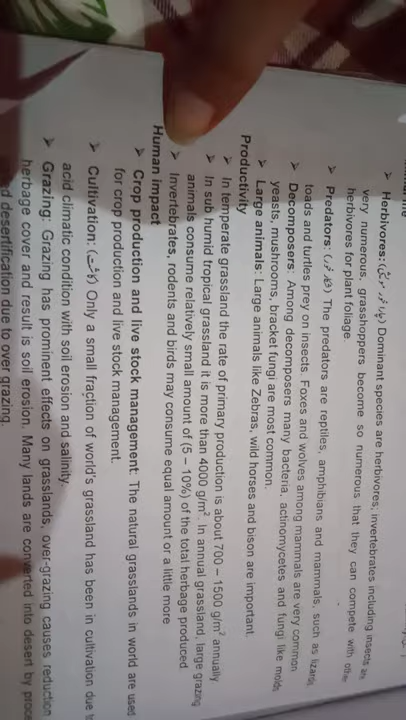 ➤ Herbivores: Dominant species are herbivores, invertebrates including insects are
very numerous, grasshoppers become so numerous that they can compete with other
herbivores for plant foliage.
➤ Predators: The predators are reptiles, amphibians and mammals, such as lizards,
toads and turtles prey on insects. Foxes and wolves among mammals are very common
➤ Decomposers: Among decomposers many bacteria, actinomycetes and fungi like molds,
yeasts, mushrooms, bracket fungi are most common.
➤ Large animals: Large animals like Zebras, wild horses and bison are important.
Productivity
➤ In temperate grassland the rate of primary production is about 700 – 1500 g/m² annually.
➤ In sub humid tropical grassland it is more than 4000 g/m². In annual grassland, large grazing
animals consume relatively small amount of (5 – 10%) of the total herbage produced
➤ Invertebrates, rodents and birds may consume equal amount or a little more
Human impact
➤ Crop production and live stock management: The natural grasslands in world are used
for crop production and live stock management.
➤ Cultivation: (کاشت) Only a small fraction of world's grassland has been in cultivation due t
acid climatic condition with soil erosion and salinity.
➤ Grazing: Grazing has prominent effects on grasslands, over-grazing causes reduction
herbage cover and result is soil erosion. Many lands are converted into desert by proce
desertification due to over grazing.